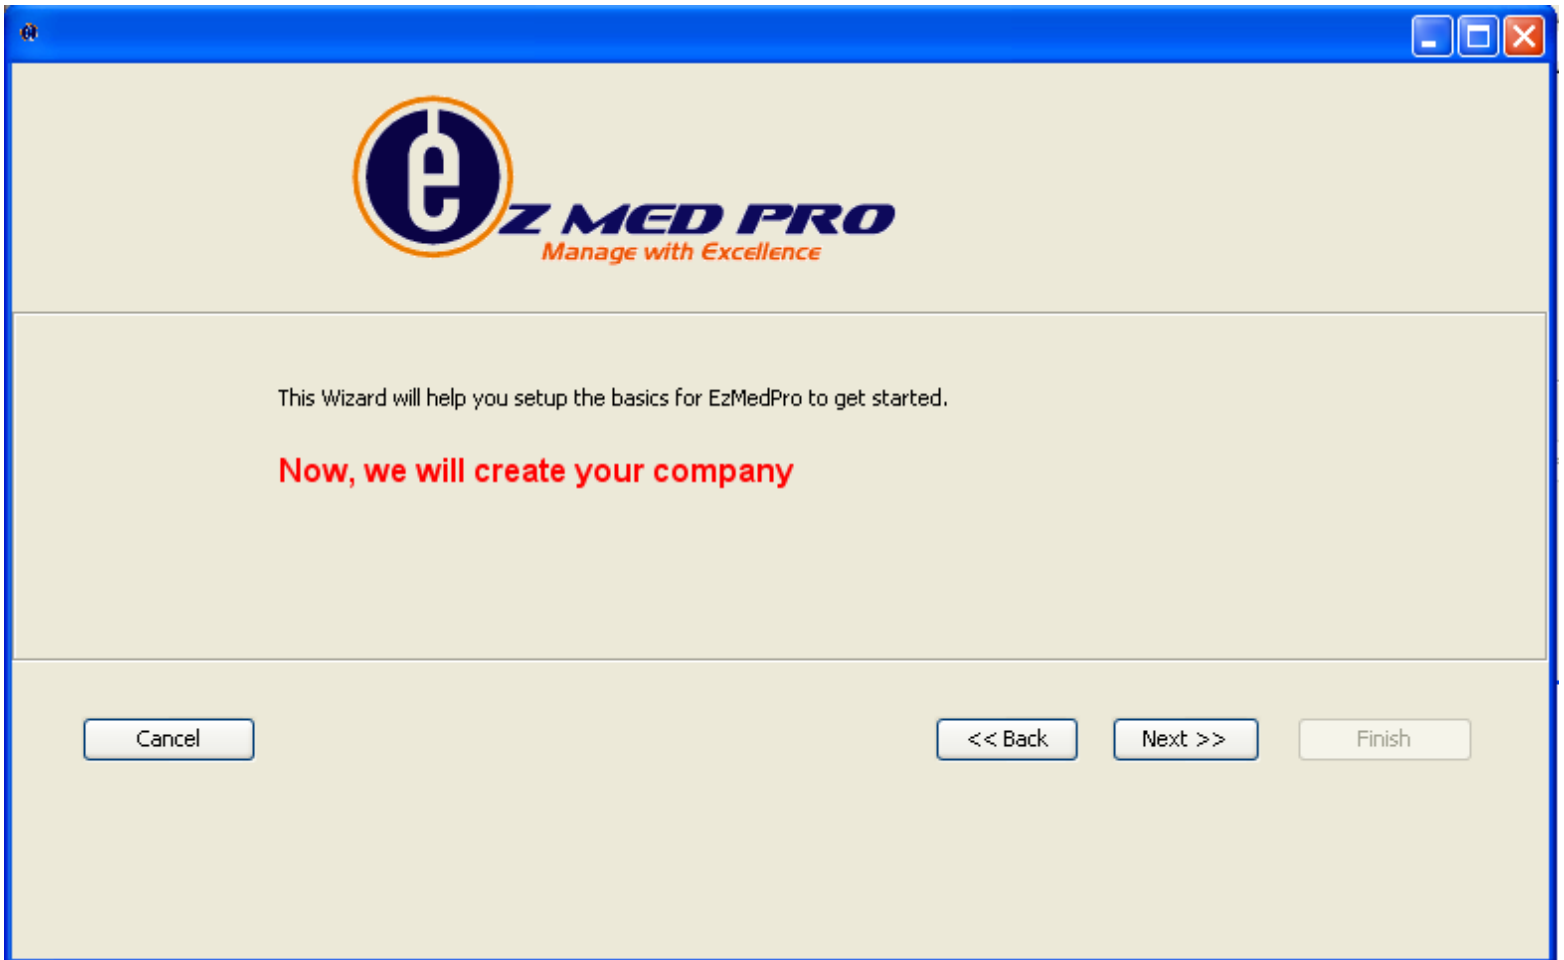 eZ MED PRO
Manage with Excellence
This Wizard will help you setup the basics for EzMedPro to get started.
Now, we will create your company
Cancel
<< Back
Next >>
Finish